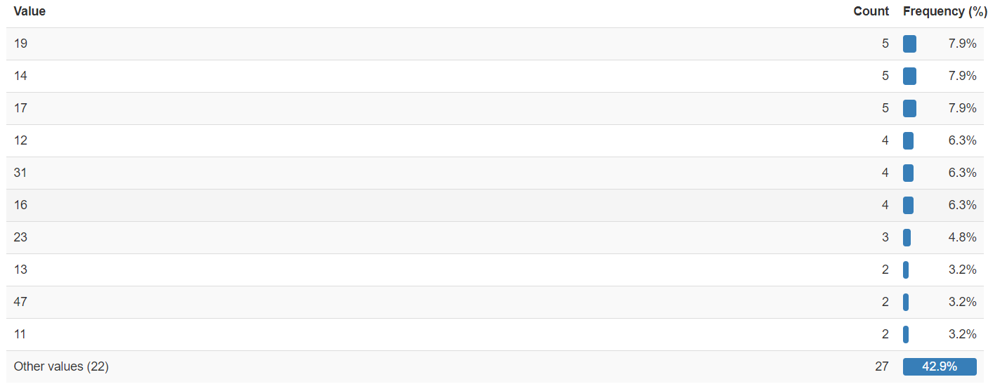 Value Count Frequency (%)
19 5 7.9%
14 5 7.9%
17 5 7.9%
12 4 6.3%
31 4 6.3%
16 4 6.3%
23 3 4.8%
13 2 3.2%
47 2 3.2%
11 2 3.2%
Other values (22) 27 42.9%